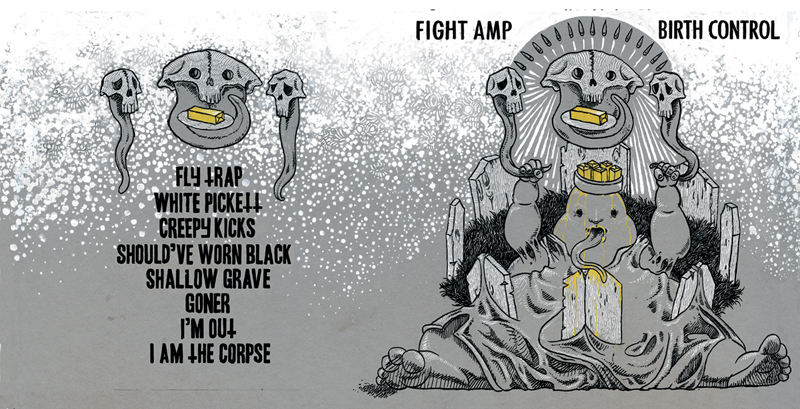 FIGHT AMP
BIRTH CONTROL
FLY TRAP
WHITE PICKETT
CREEPY KICKS
SHOULD'VE WORN BLACK
SHALLOW GRAVE
GONER
I'M OUT
I AM THE CORPSE